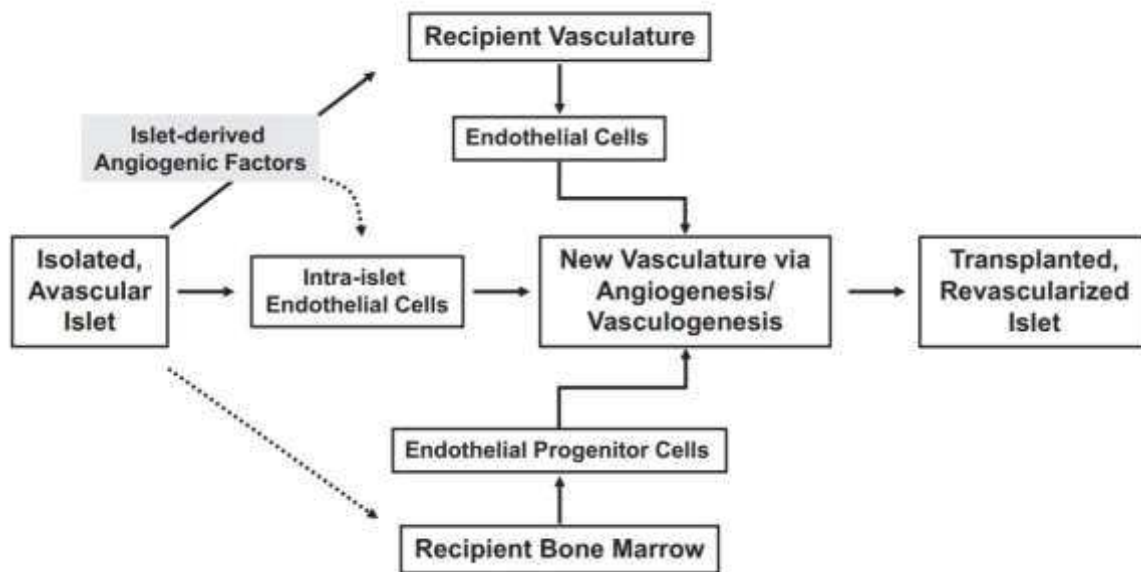 Recipient Vasculature
Islet-derived
Angiogenic Factors
Endothelial Cells
Isolated,
Avascular
Islet
Intra-islet
Endothelial Cells
New Vasculature via
Angiogenesis/
Vasculogenesis
Transplanted,
Revascularized
Islet
Endothelial Progenitor Cells
Recipient Bone Marrow